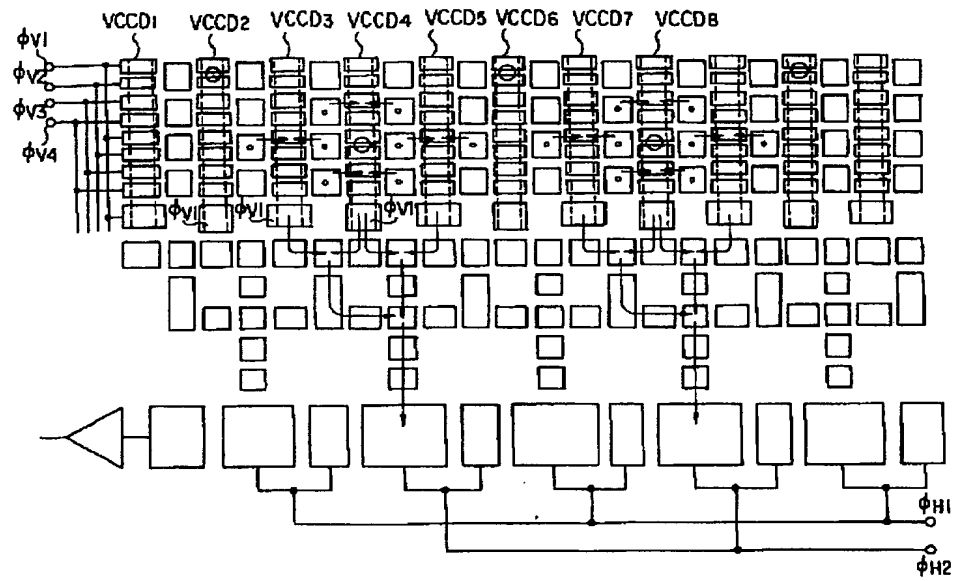 VCCD1 VCCD2 VCCD3 VCCD4 VCCD5 VCCD6 VCCD7 VCCD8
ΦV1
ΦV2
ΦV3
ΦV4
ΦV1 ΦV1 ΦV1
ΦH1
ΦH2